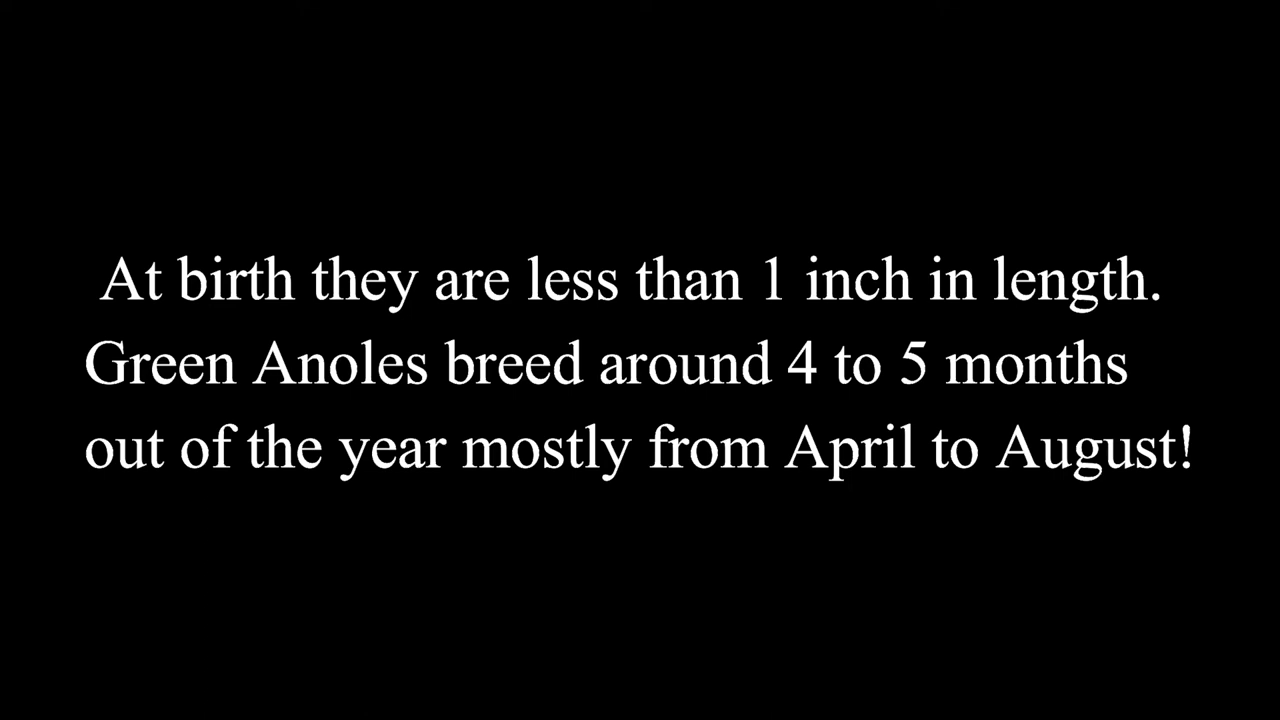 At birth they are less than 1 inch in length.
Green Anoles breed around 4 to 5 months
out of the year mostly from April to August!